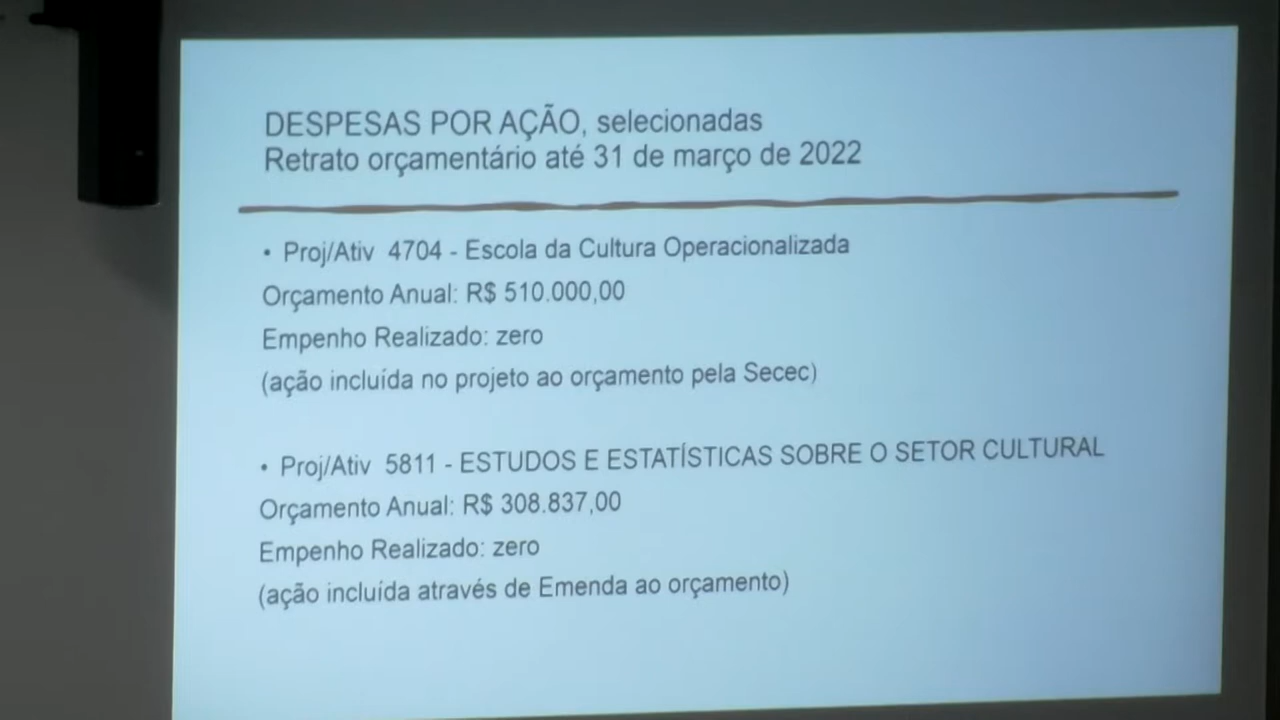 DESPESAS POR AÇÃO, selecionadas
Retrato orçamentário até 31 de março de 2022
• Proj/Ativ 4704 - Escola da Cultura Operacionalizada
Orçamento Anual: R$ 510.000,00
Empenho Realizado: zero
(ação incluída no projeto ao orçamento pela Secec)
• Proj/Ativ 5811 - ESTUDOS E ESTATÍSTICAS SOBRE O SETOR CULTURAL
Orçamento Anual: R$ 308.837,00
Empenho Realizado: zero
(ação incluída através de Emenda ao orçamento)